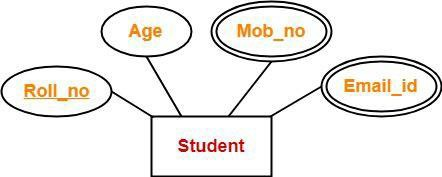 Age
Mob_no
Roll_no
Email_id
Student